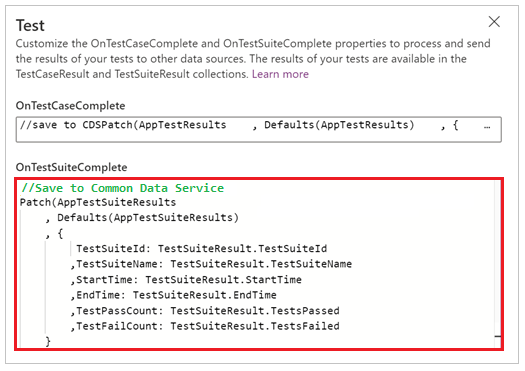 Test
Customize the OnTestCaseComplete and OnTestSuiteComplete properties to process and send
the results of your tests to other data sources. The results of your tests are available in the
TestCaseResult and TestSuiteResult collections. Learn more
OnTestCaseComplete
//save to CDSPatch(AppTestResults    , Defaults(AppTestResults)    , {    ...
OnTestSuiteComplete
//Save to Common Data Service
Patch(AppTestSuiteResults
    , Defaults(AppTestSuiteResults)
    , {
        TestSuiteId: TestSuiteResult.TestSuiteId
       ,TestSuiteName: TestSuiteResult.TestSuiteName
       ,StartTime: TestSuiteResult.StartTime
       ,EndTime: TestSuiteResult.EndTime
       ,TestPassCount: TestSuiteResult.TestsPassed
       ,TestFailCount: TestSuiteResult.TestsFailed
    }